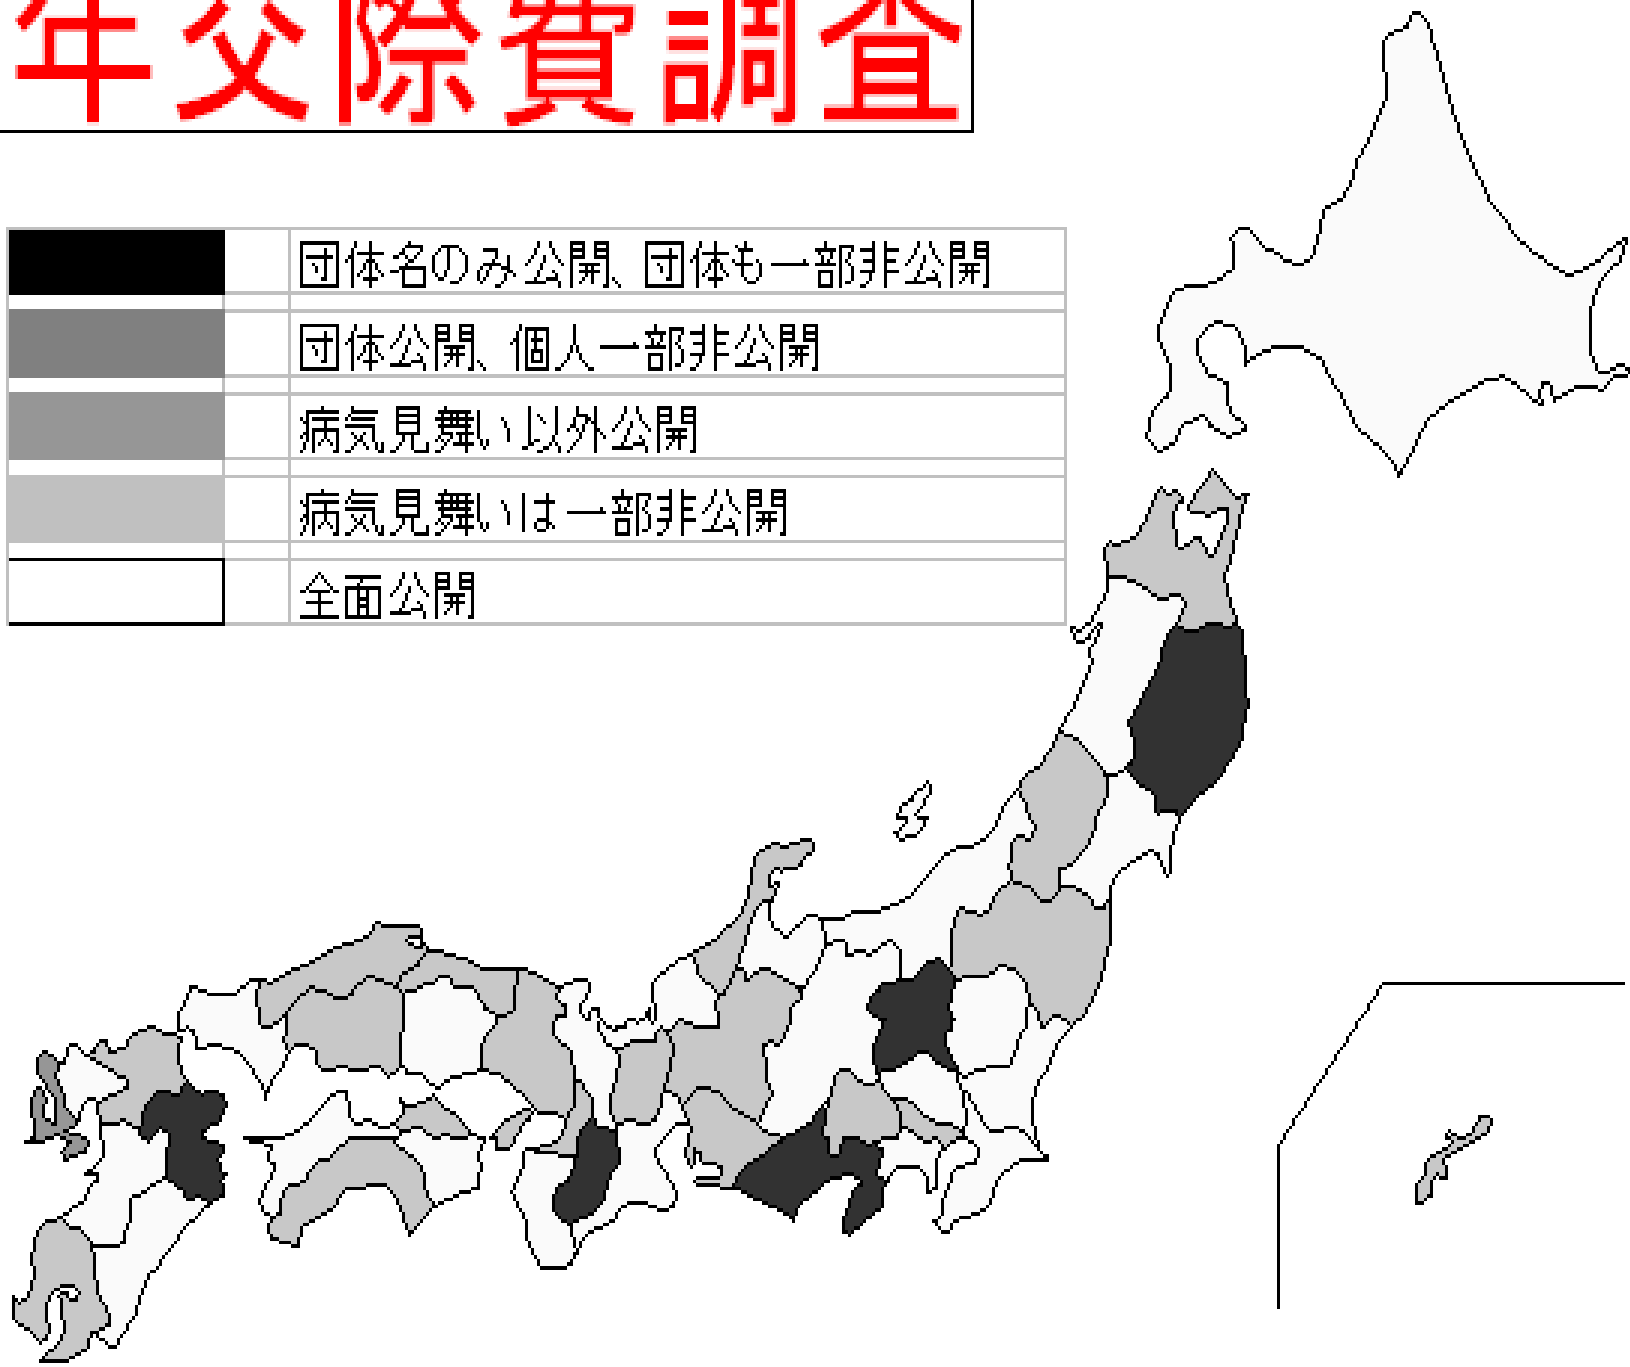 年交際費調査
団体名のみ公開、団体も一部非公開
団体公開、個人一部非公開
病気見舞い以外公開
病気見舞いは一部非公開
全面公開